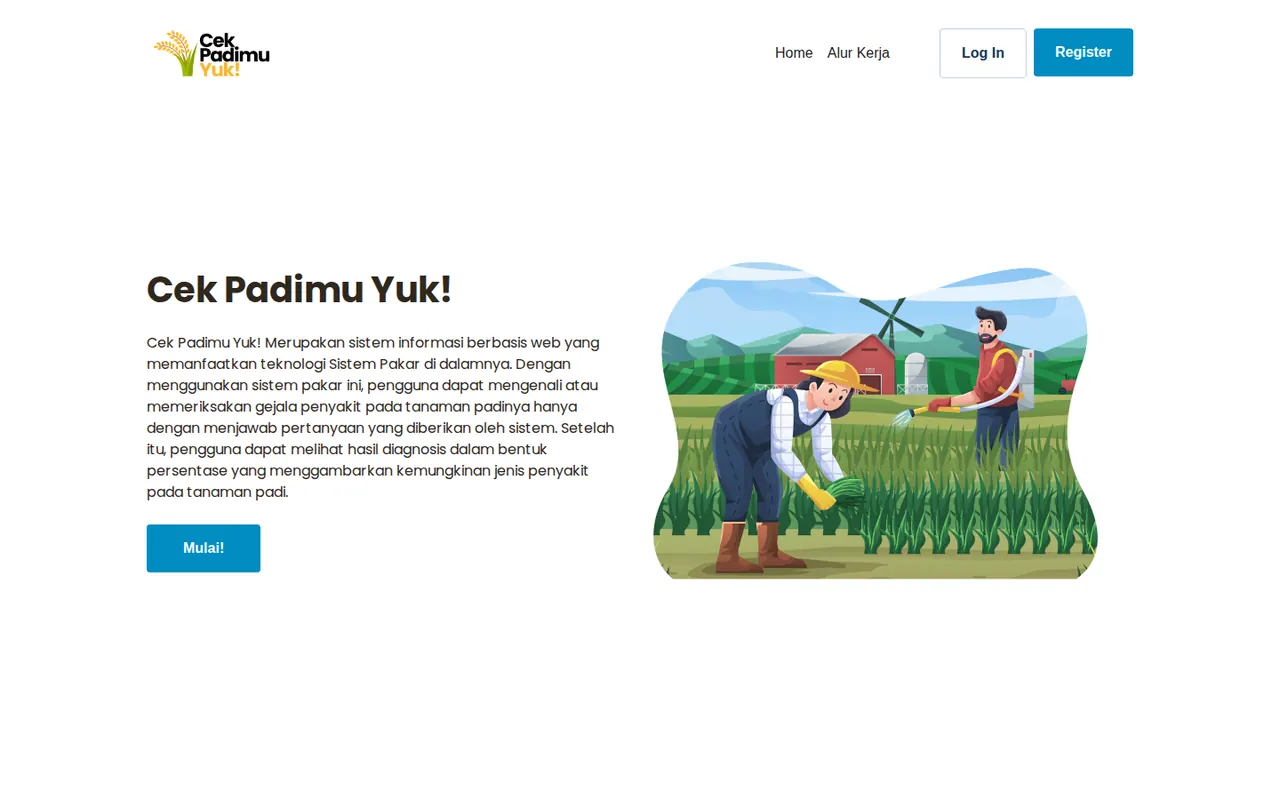 Cek
Padimu
Yuk!
Home
Alur Kerja
Log In
Register
Cek Padimu Yuk!
Cek Padimu Yuk! Merupakan sistem informasi berbasis web yang
memanfaatkan teknologi Sistem Pakar di dalamnya. Dengan
menggunakan sistem pakar ini, pengguna dapat mengenali atau
memeriksakan gejala penyakit pada tanaman padinya hanya
dengan menjawab pertanyaan yang diberikan oleh sistem. Setelah
itu, pengguna dapat melihat hasil diagnosis dalam bentuk
persentase yang menggambarkan kemungkinan jenis penyakit
pada tanaman padi.
Mulai!